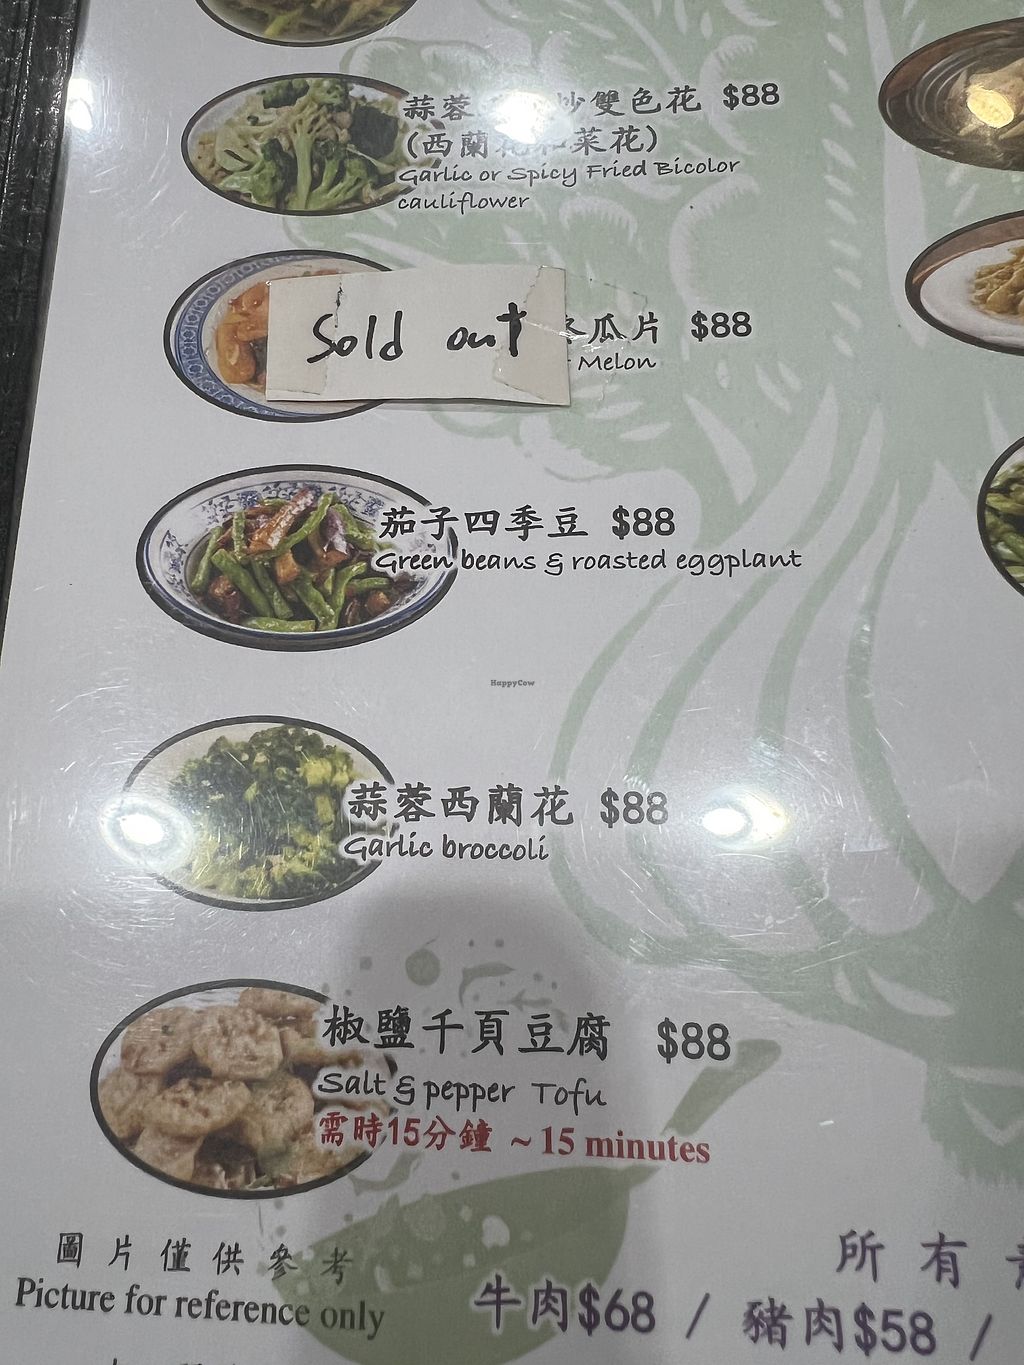 蒜蓉 炒雙色花 $88
(西蘭花和菜花)
Garlic or Spicy Fried Bicolor
cauliflower
Sold out
冬瓜片 $88
Melon
茄子四季豆 $88
Green beans & roasted eggplant
HappyCow
蒜蓉西蘭花 $88
Garlic broccoli
椒鹽千頁豆腐 $88
Salt & pepper Tofu
需時15分鐘 ~ 15 minutes
圖片僅供參考
Picture for reference only
所有
牛肉$68 / 豬肉$58 /